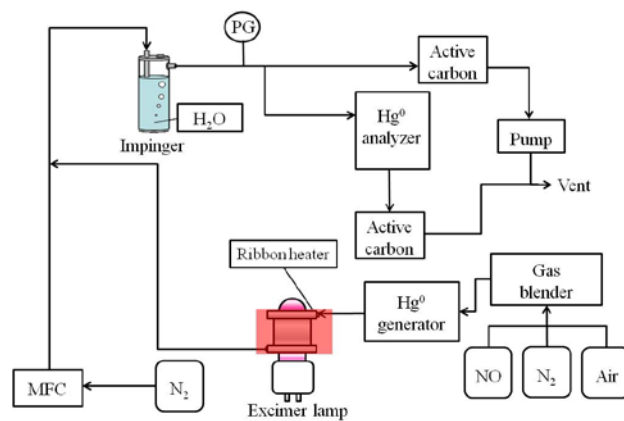 PG
Active
carbon
Hg⁰
analyzer
H₂O
Impinger
Pump
Vent
Active
carbon
Ribbon heater
Gas
blender
Hg⁰
generator
NO
N₂
Air
MFC
N₂
Excimer lamp